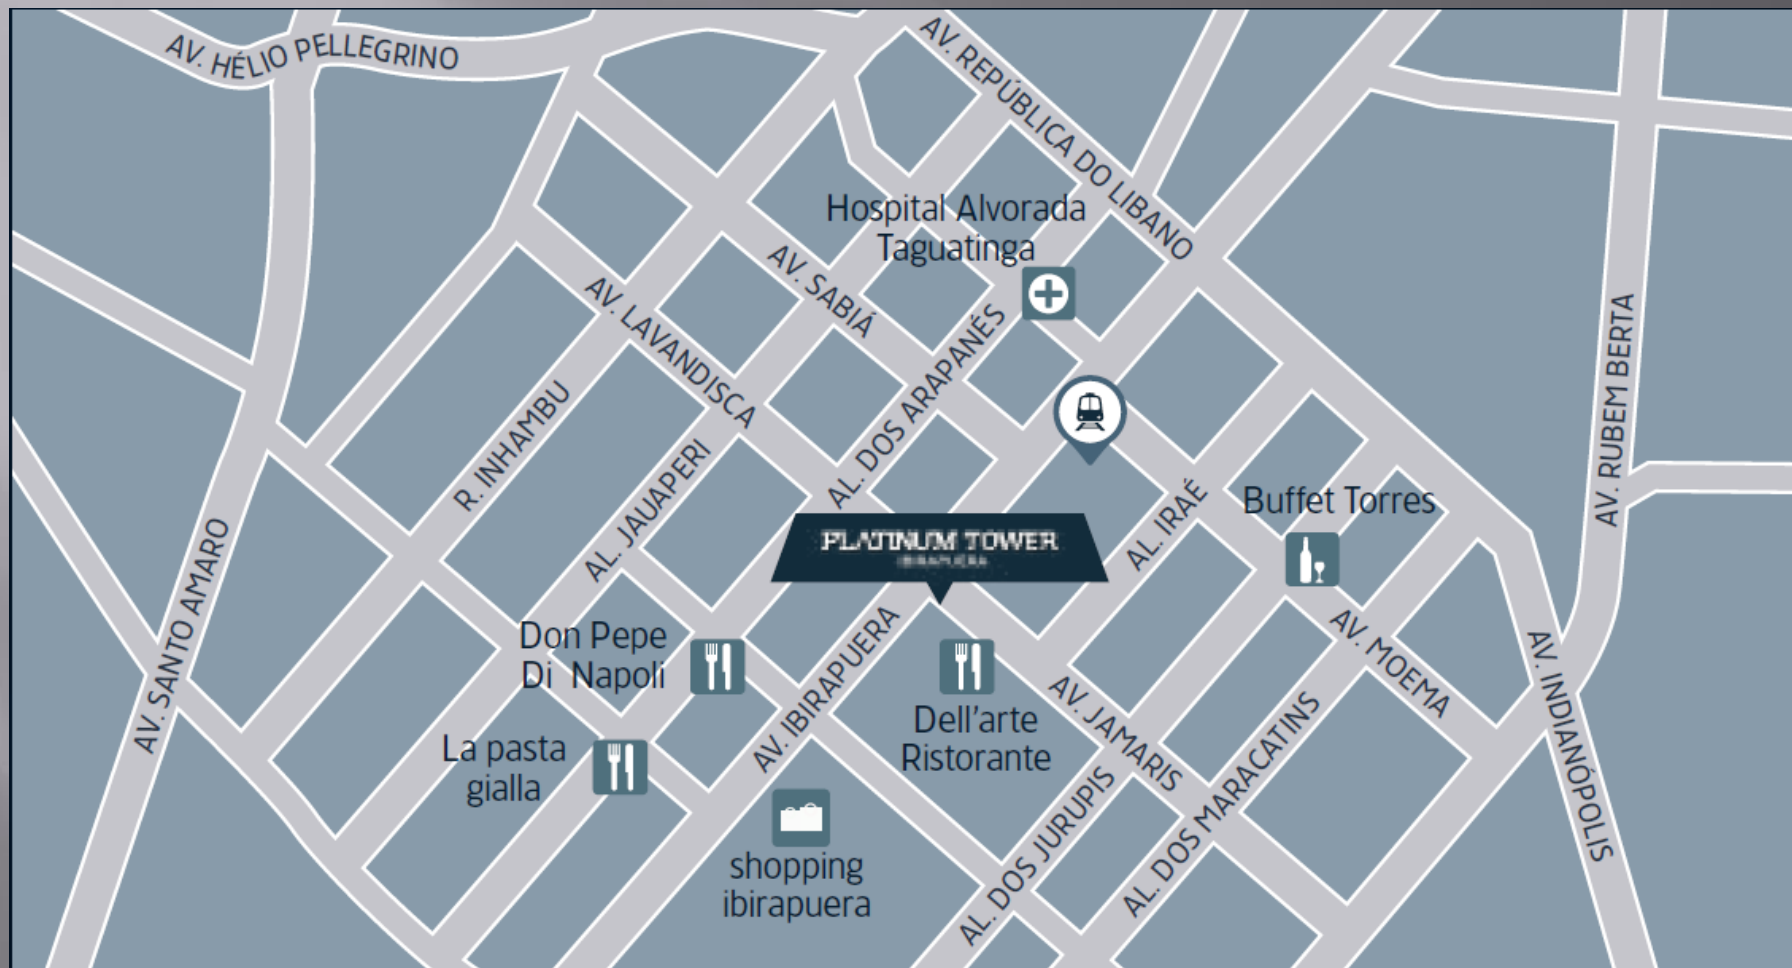 AV. HÉLIO PELLEGRINO
AV. REPÚBLICA DO LIBANO
Hospital Alvorada
Taguatinga
AV. SABIÁ
AV. LAVANDISCA
AL. DOS ARAPANÉS
AV. RUBEM BERTA
R. INHAMBU
AL. JAUAPERI
AL. IRAÉ
Buffet Torres
PLATINUM TOWER
IBIRAPUERA
AV. SANTO AMARO
Don Pepe
Di Napoli
AV. IBIRAPUERA
Dell'arte
Ristorante
AV. JAMARIS
AV. MOEMA
AV. INDIANÓPOLIS
La pasta
gialla
AL. DOS JURUPIS
AL. DOS MARACATINS
shopping
ibirapuera